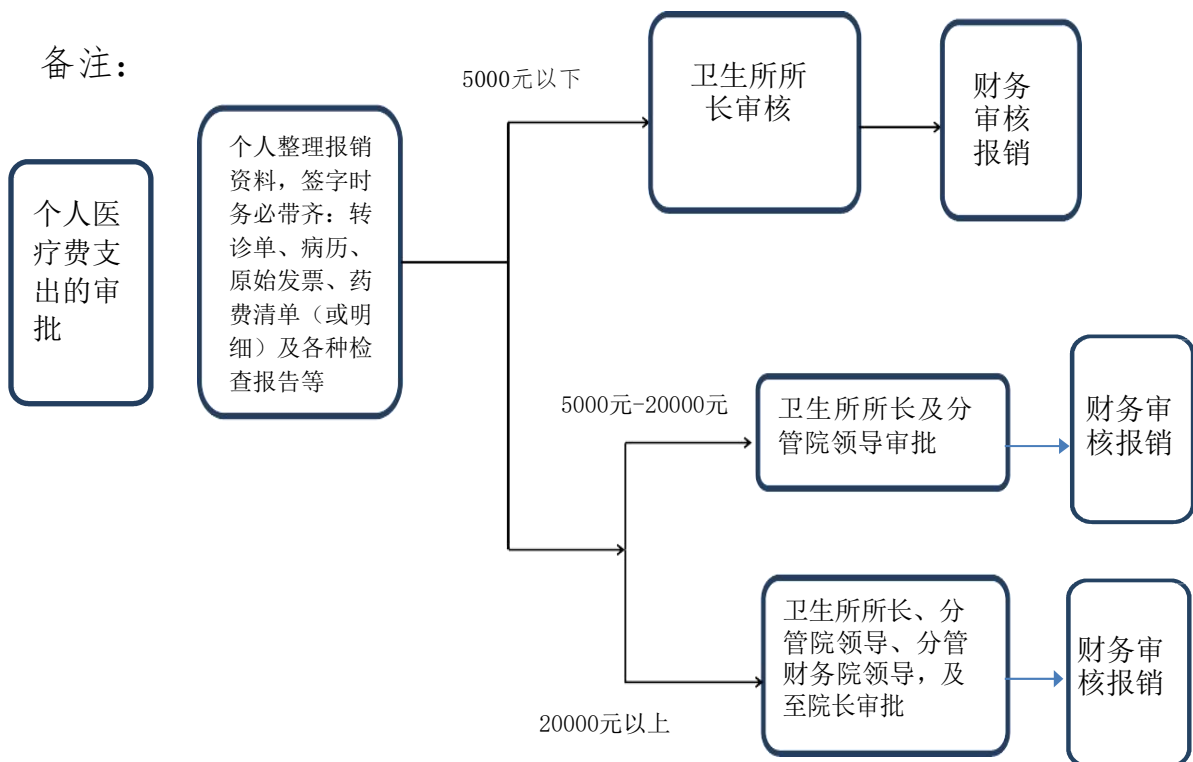 备注：
个人医
疗费支
出的审
批
个人整理报销
资料，签字时
务必带齐：转
诊单、病历、
原始发票、药
费清单（或明
细）及各种检
查报告等
5000元以下
卫生所所
长审核
财务
审核
报销
5000元-20000元
卫生所所长及分
管院领导审批
财务审
核报销
20000元以上
卫生所所长、分
管院领导、分管
财务院领导，及
至院长审批
财务审
核报销